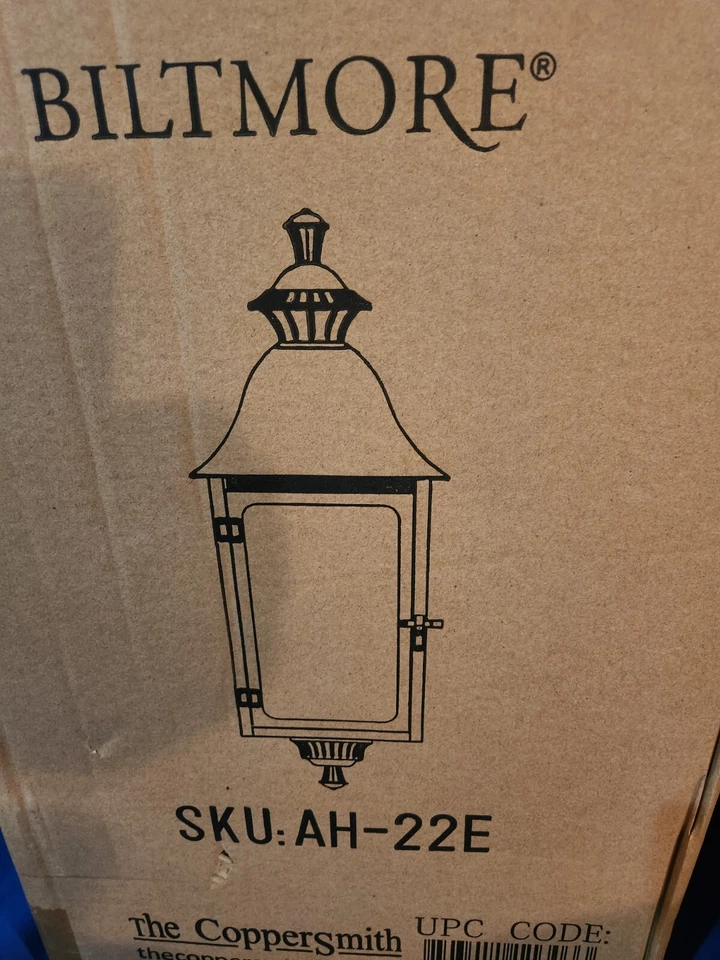 BILTMORE®
SKU: AH-22E
The CopperSmith
UPC CODE: